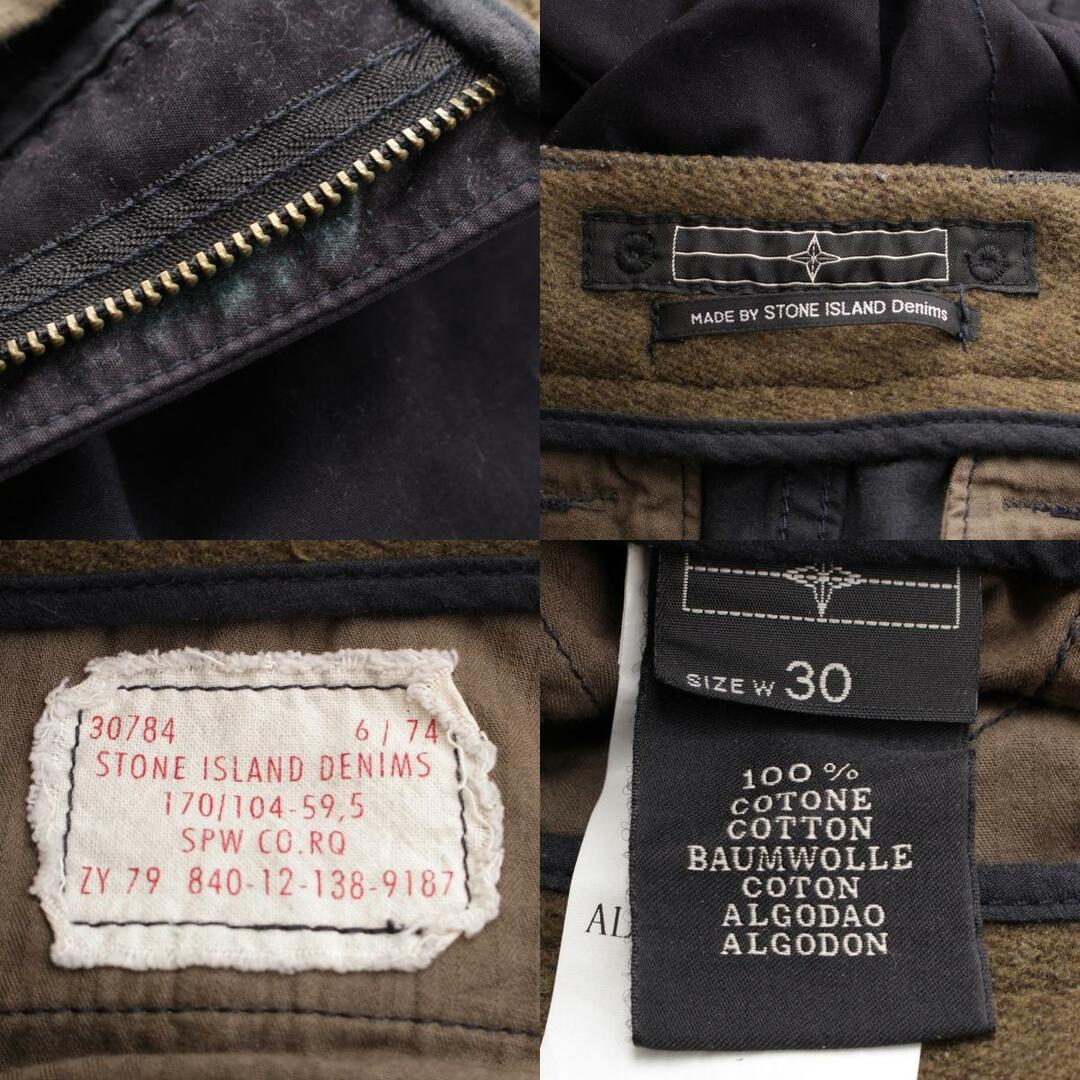 MADE BY STONE ISLAND Denims
30784 6 / 74
STONE ISLAND DENIMS
170/104-59,5
SPW CO.RQ
ZY 79 840-12-138-9187
SIZE W 30
100 %
COTONE
COTTON
BAUMWOLLE
COTON
ALGODAO
ALGODON